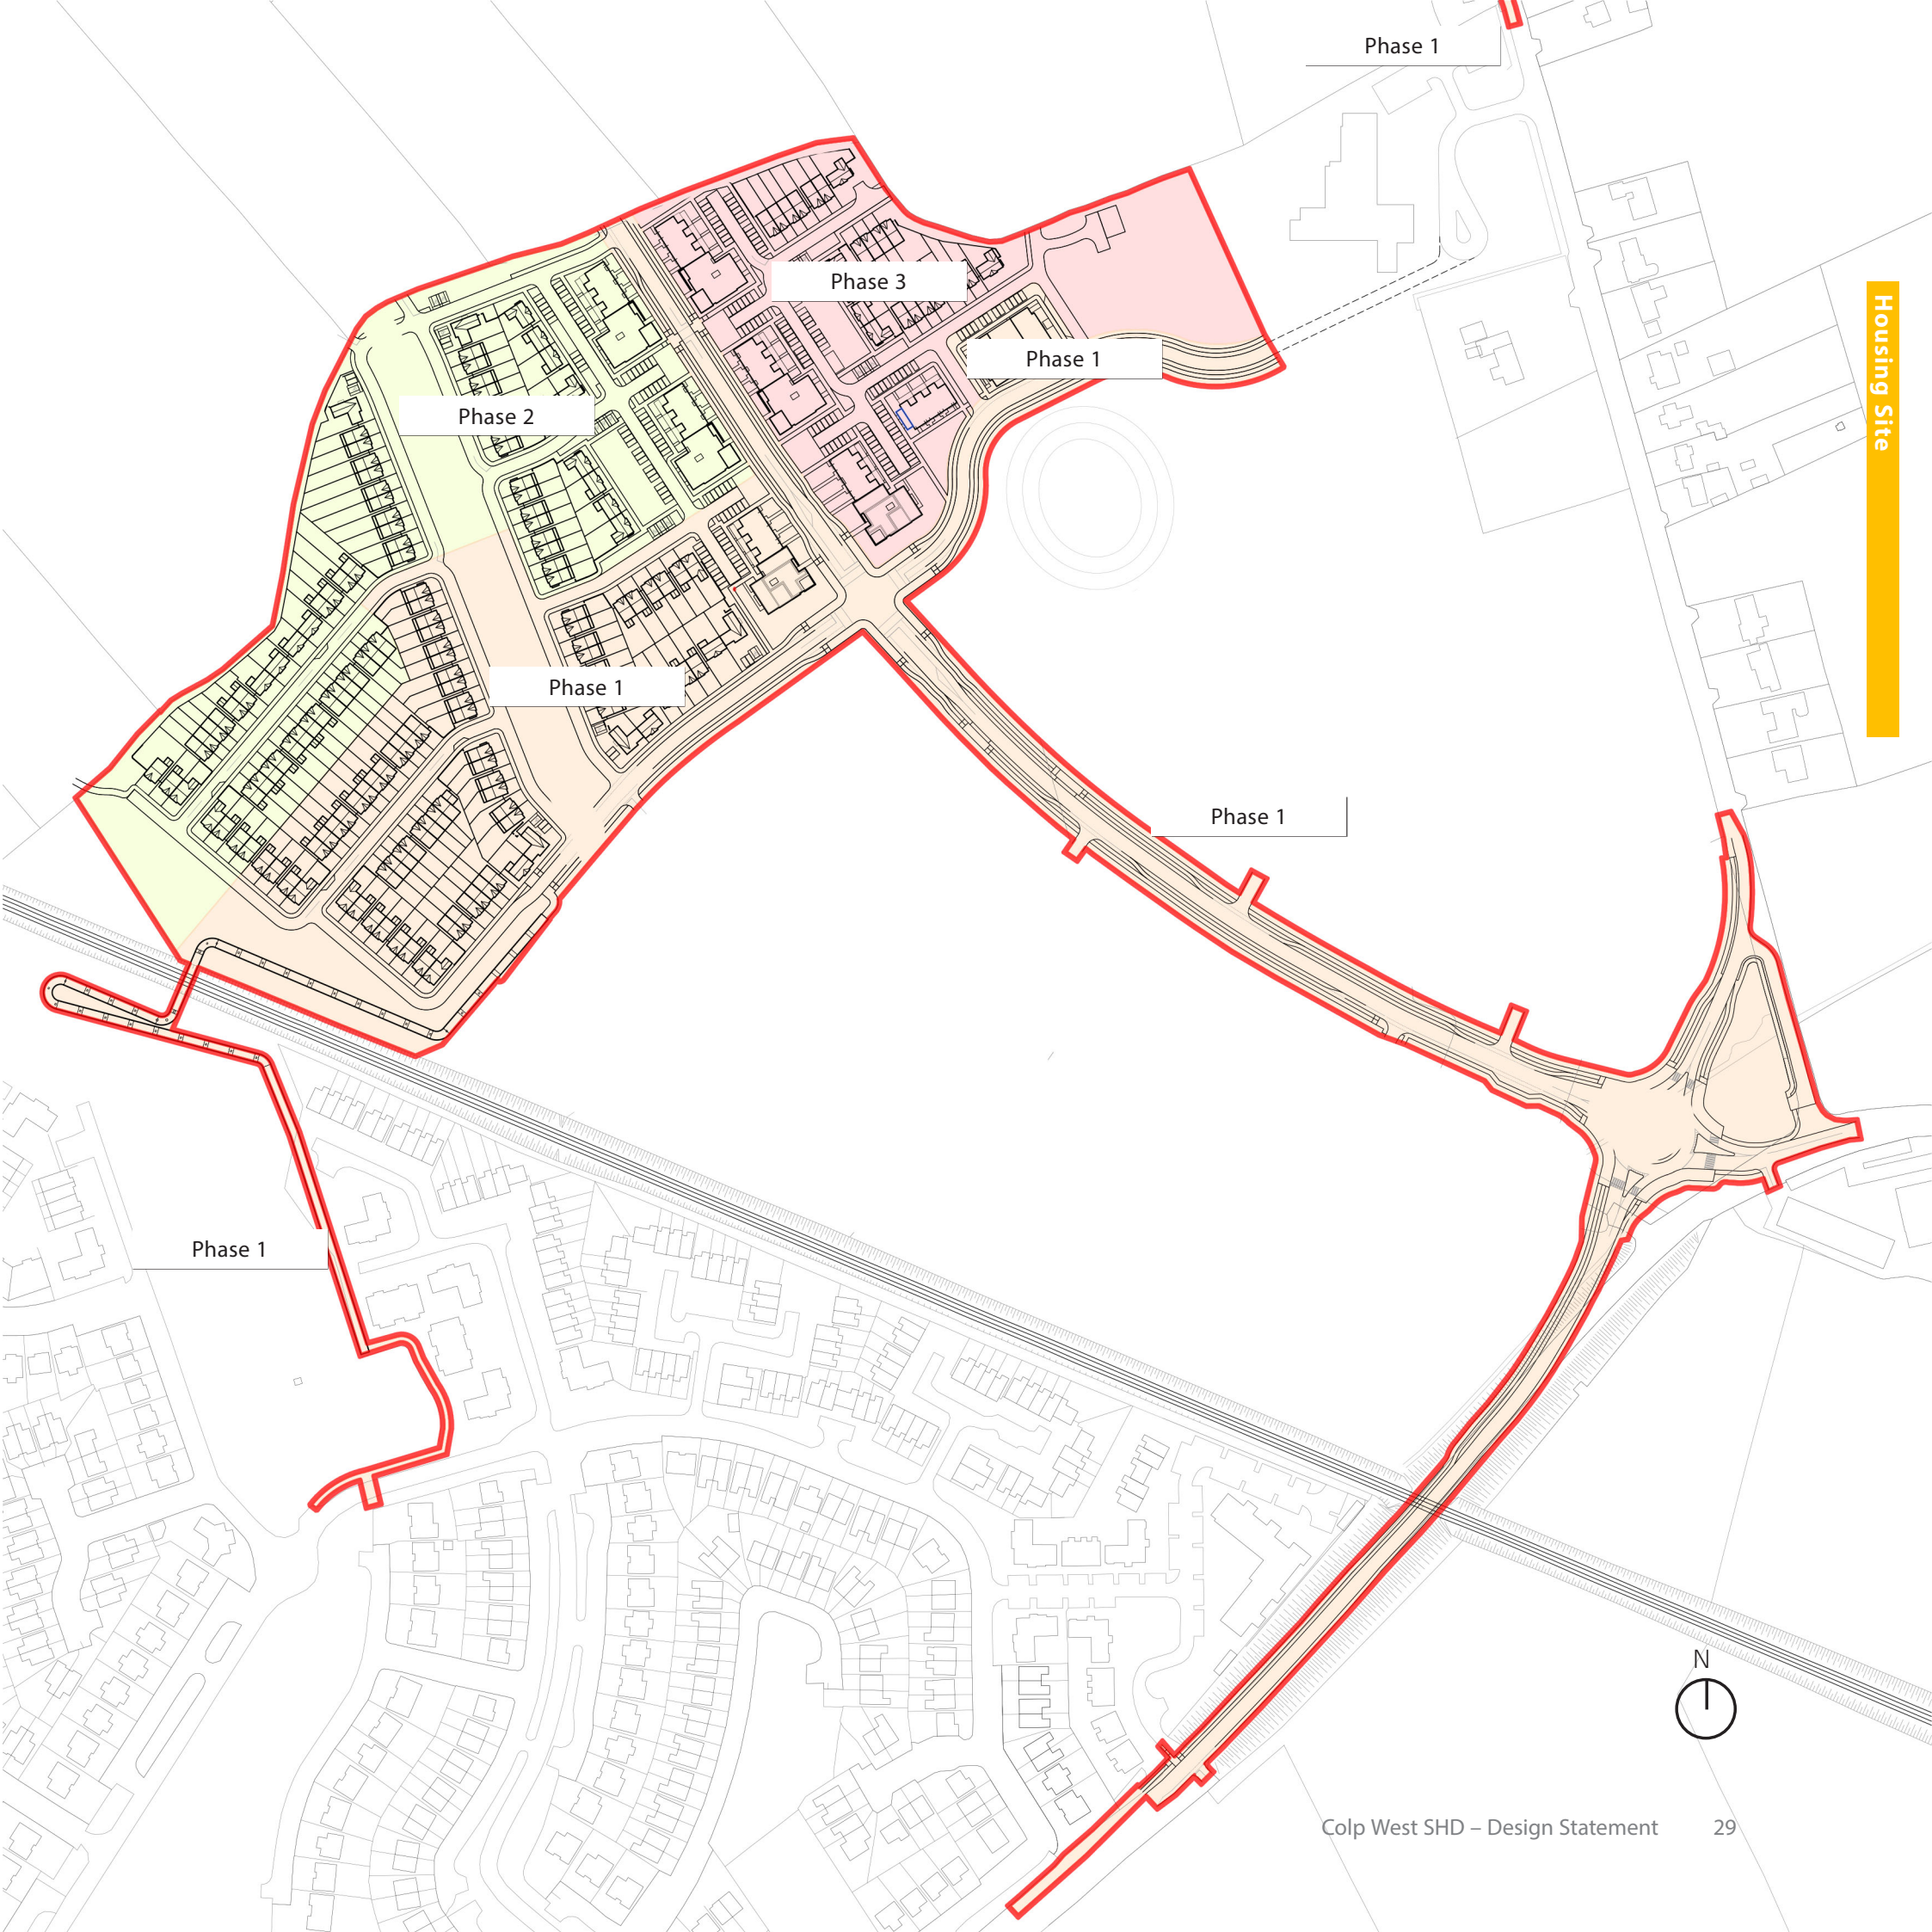 Phase 1
Phase 3
Phase 1
Phase 2
Housing Site
Phase 1
Phase 1
Phase 1
N
Colp West SHD – Design Statement 29